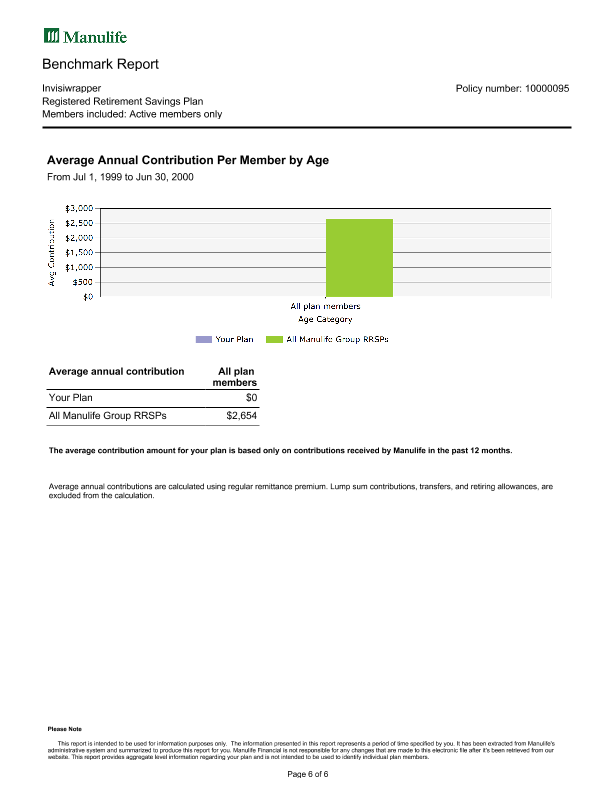 Manulife
Benchmark Report
Invisiwrapper
Policy number: 10000095
Registered Retirement Savings Plan
Members included: Active members only
Average Annual Contribution Per Member by Age
From Jul 1, 1999 to Jun 30, 2000
Avg Contribution
$3,000
$2,500
$2,000
$1,500
$1,000
$500
$0
All plan members
Age Category
Your Plan
All Manulife Group RRSPs
Average annual contribution All plan
members
Your Plan $0
All Manulife Group RRSPs $2,654
The average contribution amount for your plan is based only on contributions received by Manulife in the past 12 months.
Average annual contributions are calculated using regular remittance premium. Lump sum contributions, transfers, and retiring allowances, are
excluded from the calculation.
Please Note
This report is intended to be used for information purposes only. The information presented in this report represents a period of time specified by you. It has been extracted from Manulife's
administrative system and summarized to produce this report for you. Manulife Financial is not responsible for any changes that are made to this electronic file after it's been retrieved from our
website. This report provides aggregate level information regarding your plan and is not intended to be used to identify individual plan members.
Page 6 of 6